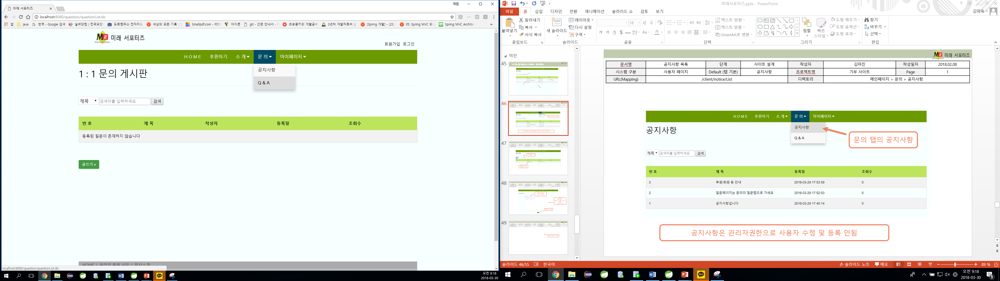 미래 서포터즈
localhost:8080/question/questionList.do
앱
java
번역 - Google 검색
실버닷컴 | 전국요양
도로명주소 전자지도
세상의 모든 기록 ::
Smallpdf.com - PDF
아이콘
git - 간편 안내서 -
초보몽키의 개발공부
3년차 개발자로써 신
[Spring 개발] - (23)
05. Spring MVC 와
Spring MVC Architec
»
MR 미래 서포터즈
회원가입 로그인
H O M E
후원하기
소 개
문 의
마이페이지
공지사항
Q & A
1 : 1 문의 게시판
제목
검색어를 입력하세요
검색
번 호 제 목 작성자 등록일 조회수
등록된 질문이 존재하지 않습니다
글쓰기 »
HOME | 온라인 후원 상담 | 회사소개
localhost:8080/question/questionList.do
오전 9:18
2018-03-30
미래서포터즈.pptx - PowerPoint
파일 홈 삽입 디자인 전환 애니메이션 슬라이드 쇼 검토 보기
김미옥
붙여넣기
잘라내기
복사
서식 복사
클립보드
새 슬라이드
레이아웃
다시 설정
구역
슬라이드
18
가 가 가 S 가간 Aa 가
글꼴
텍스트 방향
텍스트 맞춤
SmartArt로 변환
단락
정렬
빠른 스타일
도형 채우기
도형 윤곽선
도형 효과
그리기
찾기
바꾸기
선택
편집
미진
45
46
47
48
49
MR 미래 서포터즈
문서명 공지사항 목록 단계 사이트 설계 작성자 김미진 작성일자 2018.02.08
시스템 구분 사용자 페이지 Default (탭 기본) 공지사항 프로젝트명 기부 사이트 Page 1
URL(Mapping) /client/notice/List 디렉토리 메인페이지 > 문의 > 공지사항
H O M E 후원하기 소 개 문 의 마이페이지
공지사항
공지사항
Q & A
문의 탭의 공지사항
제목
검색어를 입력하세요
검색
번 호 제 목 등록일 조회수
3 후원/회원 등 안내 2018-03-29 17:53:59 0
2 질문페이지는 문의의 질문탭으로 가세요 2018-03-29 17:52:03 0
1 공지사항입니다 2018-03-29 17:45:14 0
공지사항은 관리자권한으로 사용자 수정 및 등록 안됨
슬라이드 46/55
한국어
슬라이드 노트
메모
89 %
오전 9:18
2018-03-30
3